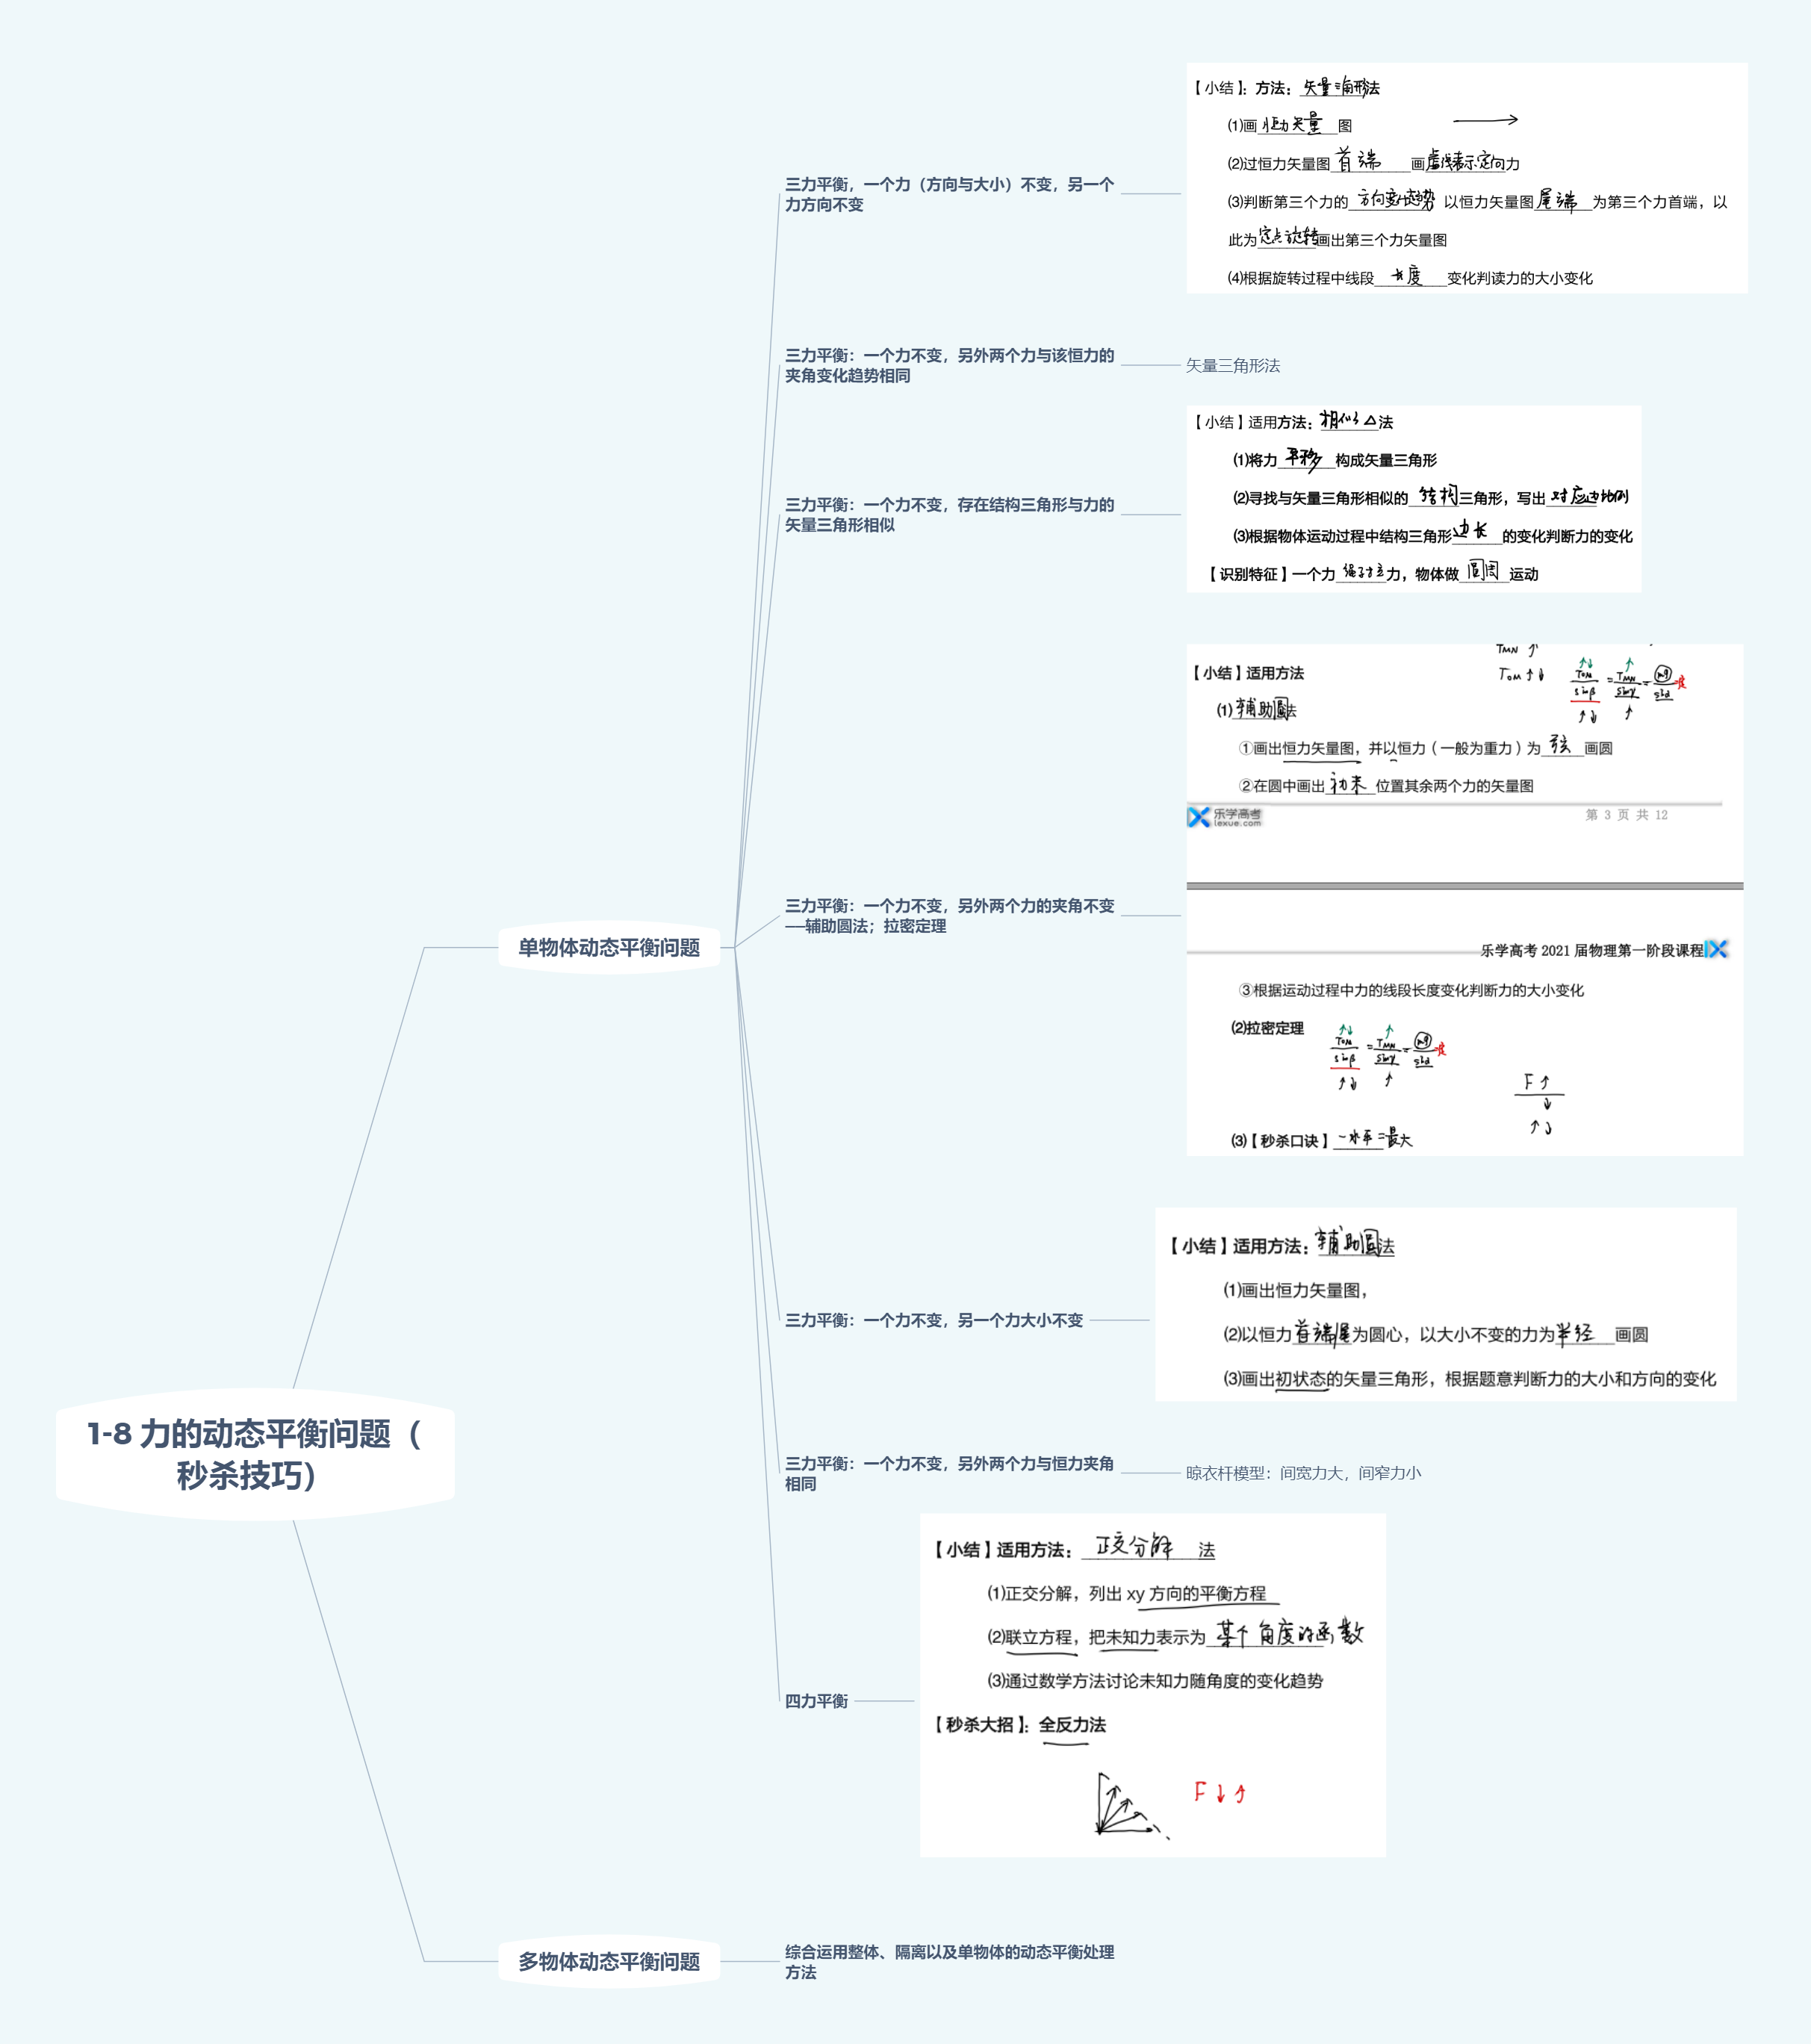 【小结】：方法：矢量三角形法
(1)画恒力矢量图
(2)过恒力矢量图首端画虚线表示定向力
三力平衡，一个力（方向与大小）不变，另一个
力方向不变
(3)判断第三个力的方向变化趋势 以恒力矢量图尾端为第三个力首端，以
此为定点旋转画出第三个力矢量图
(4)根据旋转过程中线段长度变化判读力的大小变化
三力平衡：一个力不变，另外两个力与该恒力的
夹角变化趋势相同
矢量三角形法
【小结】适用方法：相似△法
(1)将力平移构成矢量三角形
(2)寻找与矢量三角形相似的结构三角形，写出对应边比例
三力平衡：一个力不变，存在结构三角形与力的
矢量三角形相似
(3)根据物体运动过程中结构三角形边长的变化判断力的变化
【识别特征】一个力绳子拉力，物体做圆周运动
TMN ↑
【小结】适用方法
TOM ↑↓
↑↓ ↑
TOM/sinβ = TMN/sinγ = mg/sinα 定
↑↓ ↑
(1)辅助圆法
①画出恒力矢量图，并以恒力（一般为重力）为弦画圆
②在圆中画出初末位置其余两个力的矢量图
乐学高考
lexue.com
第 3 页 共 12
三力平衡：一个力不变，另外两个力的夹角不变
—辅助圆法；拉密定理
乐学高考 2021 届物理第一阶段课程
③根据运动过程中力的线段长度变化判断力的大小变化
(2)拉密定理
↑↓ ↑
TOM/sinβ = TMN/sinγ = mg/sinα 定
↑↓ ↑
F ↑
↓
↑↓
(3)【秒杀口诀】一水平二最大
单物体动态平衡问题
【小结】适用方法：辅助圆法
(1)画出恒力矢量图，
(2)以恒力首端尾为圆心，以大小不变的力为半径画圆
(3)画出初状态的矢量三角形，根据题意判断力的大小和方向的变化
三力平衡：一个力不变，另一个力大小不变
1-8 力的动态平衡问题（
秒杀技巧）
三力平衡：一个力不变，另外两个力与恒力夹角
相同
晾衣杆模型：间宽力大，间窄力小
【小结】适用方法：正交分解法
(1)正交分解，列出 xy 方向的平衡方程
(2)联立方程，把未知力表示为某个角度的函数
(3)通过数学方法讨论未知力随角度的变化趋势
四力平衡
【秒杀大招】：全反力法
F ↓ ↑
多物体动态平衡问题
综合运用整体、隔离以及单物体的动态平衡处理
方法